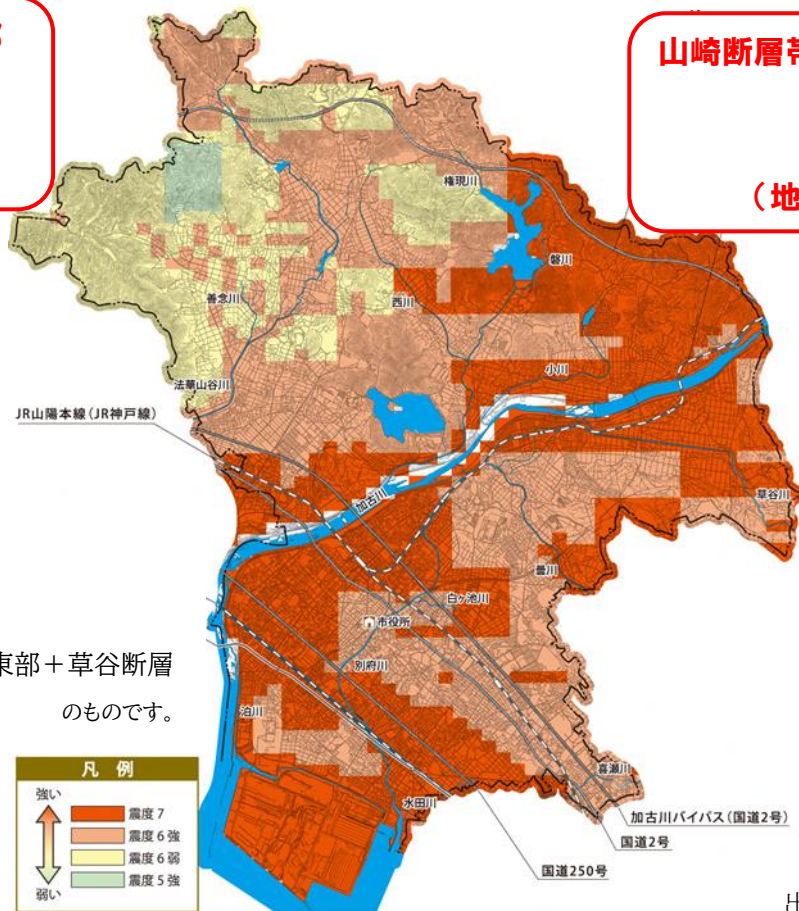 山崎断層帯
（地
権現川
磐川
善念川
西川
法華山谷川
小川
JR山陽本線（JR神戸線）
加古川
草谷川
曇川
白ヶ池川
市役所
別府川
東部＋草谷断層
のものです。
泊川
凡 例
強い
震度７
震度６強
震度６弱
震度５強
弱い
水田川
喜瀬川
加古川バイパス（国道2号）
国道2号
国道250号